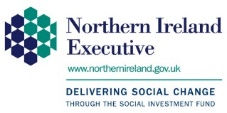 Northern Ireland
Executive
www.northernireland.gov.uk
DELIVERING SOCIAL CHANGE
THROUGH THE SOCIAL INVESTMENT FUND